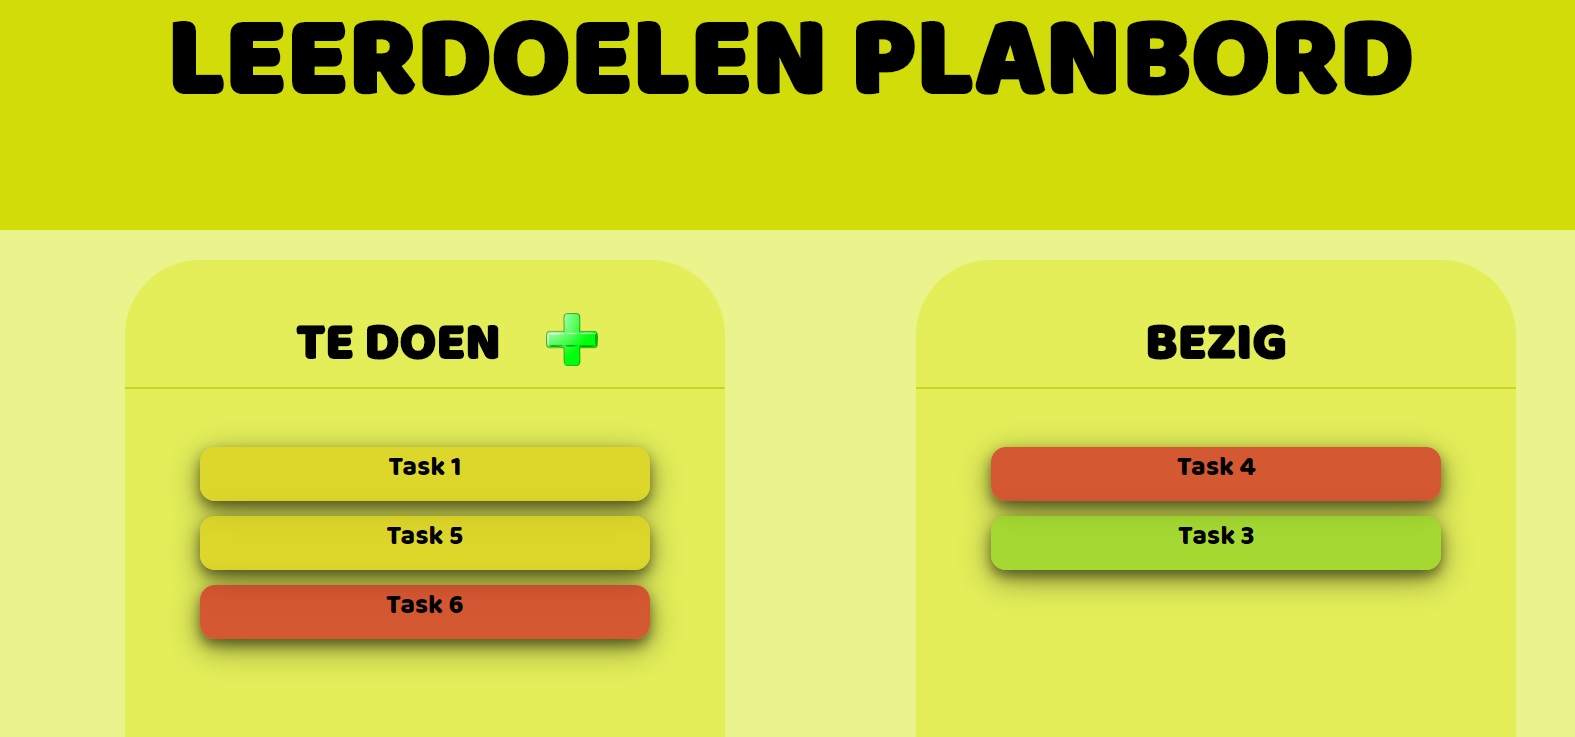 LEERDOELEN PLANBORD
TE DOEN
Task 1
Task 5
Task 6
BEZIG
Task 4
Task 3